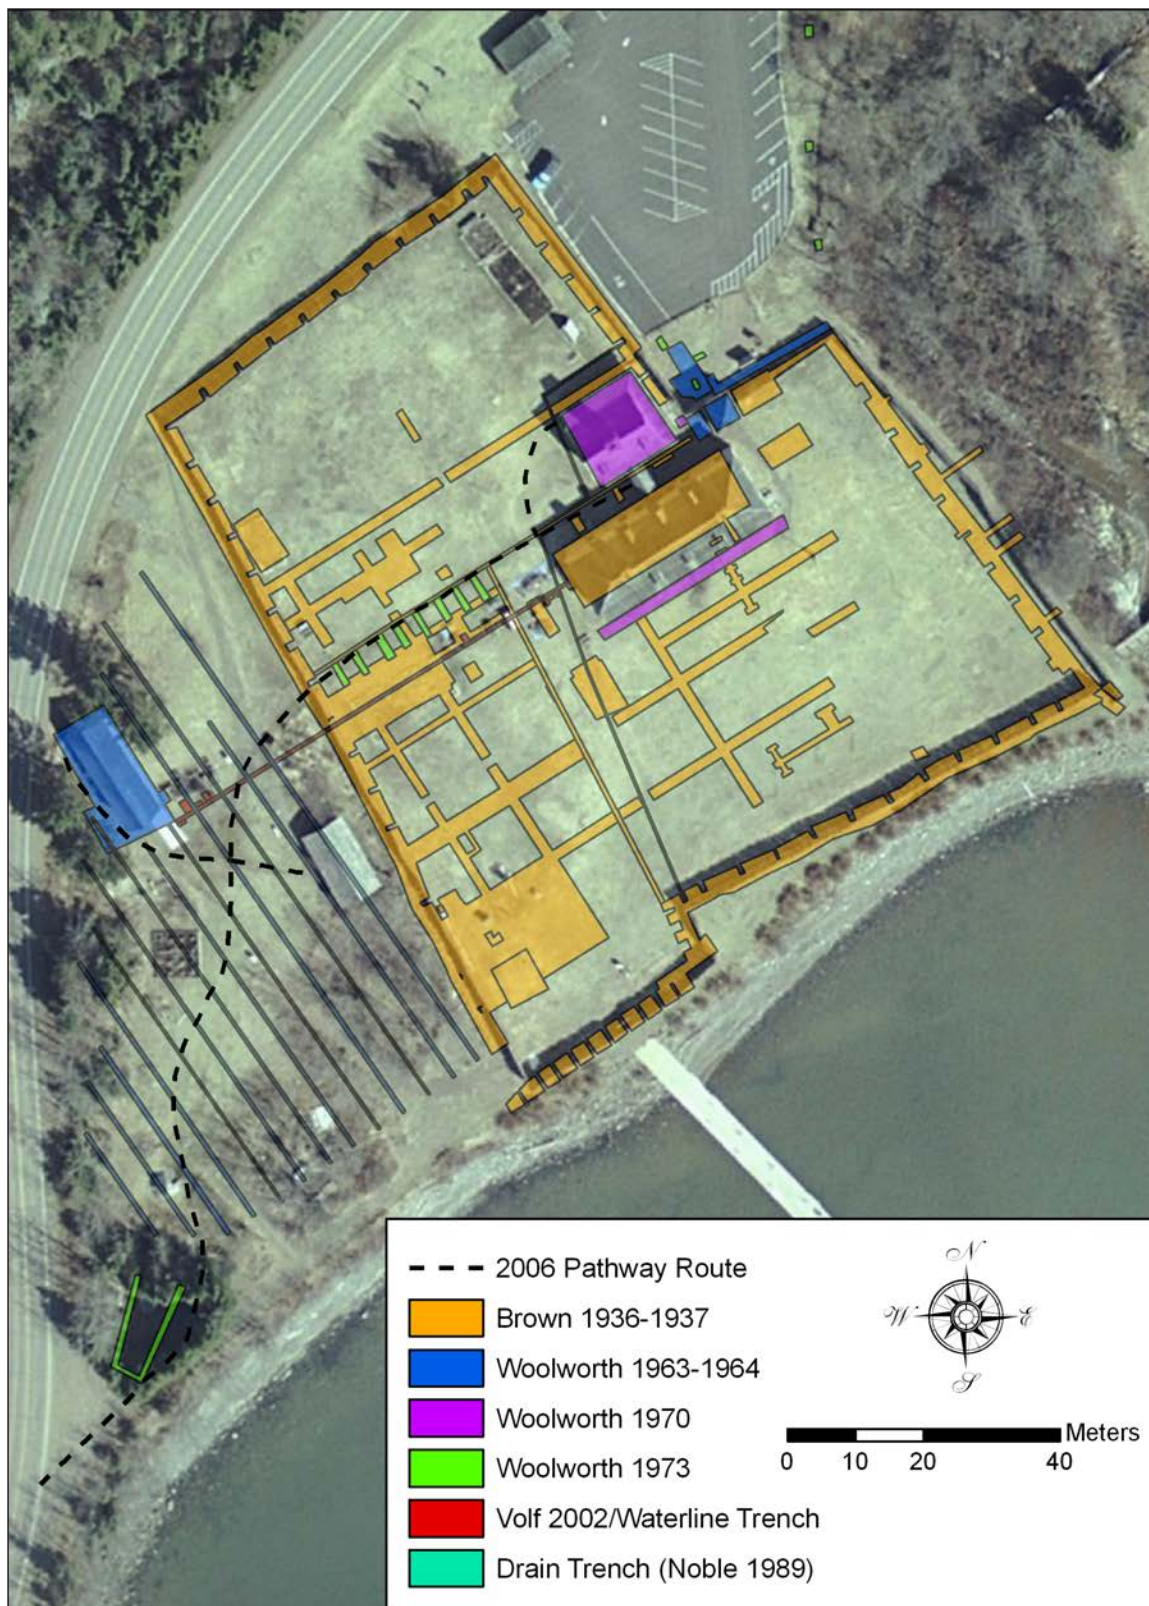 2006 Pathway Route
Brown 1936-1937
Woolworth 1963-1964
Woolworth 1970
Woolworth 1973
Volf 2002/Waterline Trench
Drain Trench (Noble 1989)
N
W E
S
Meters
0 10 20 40